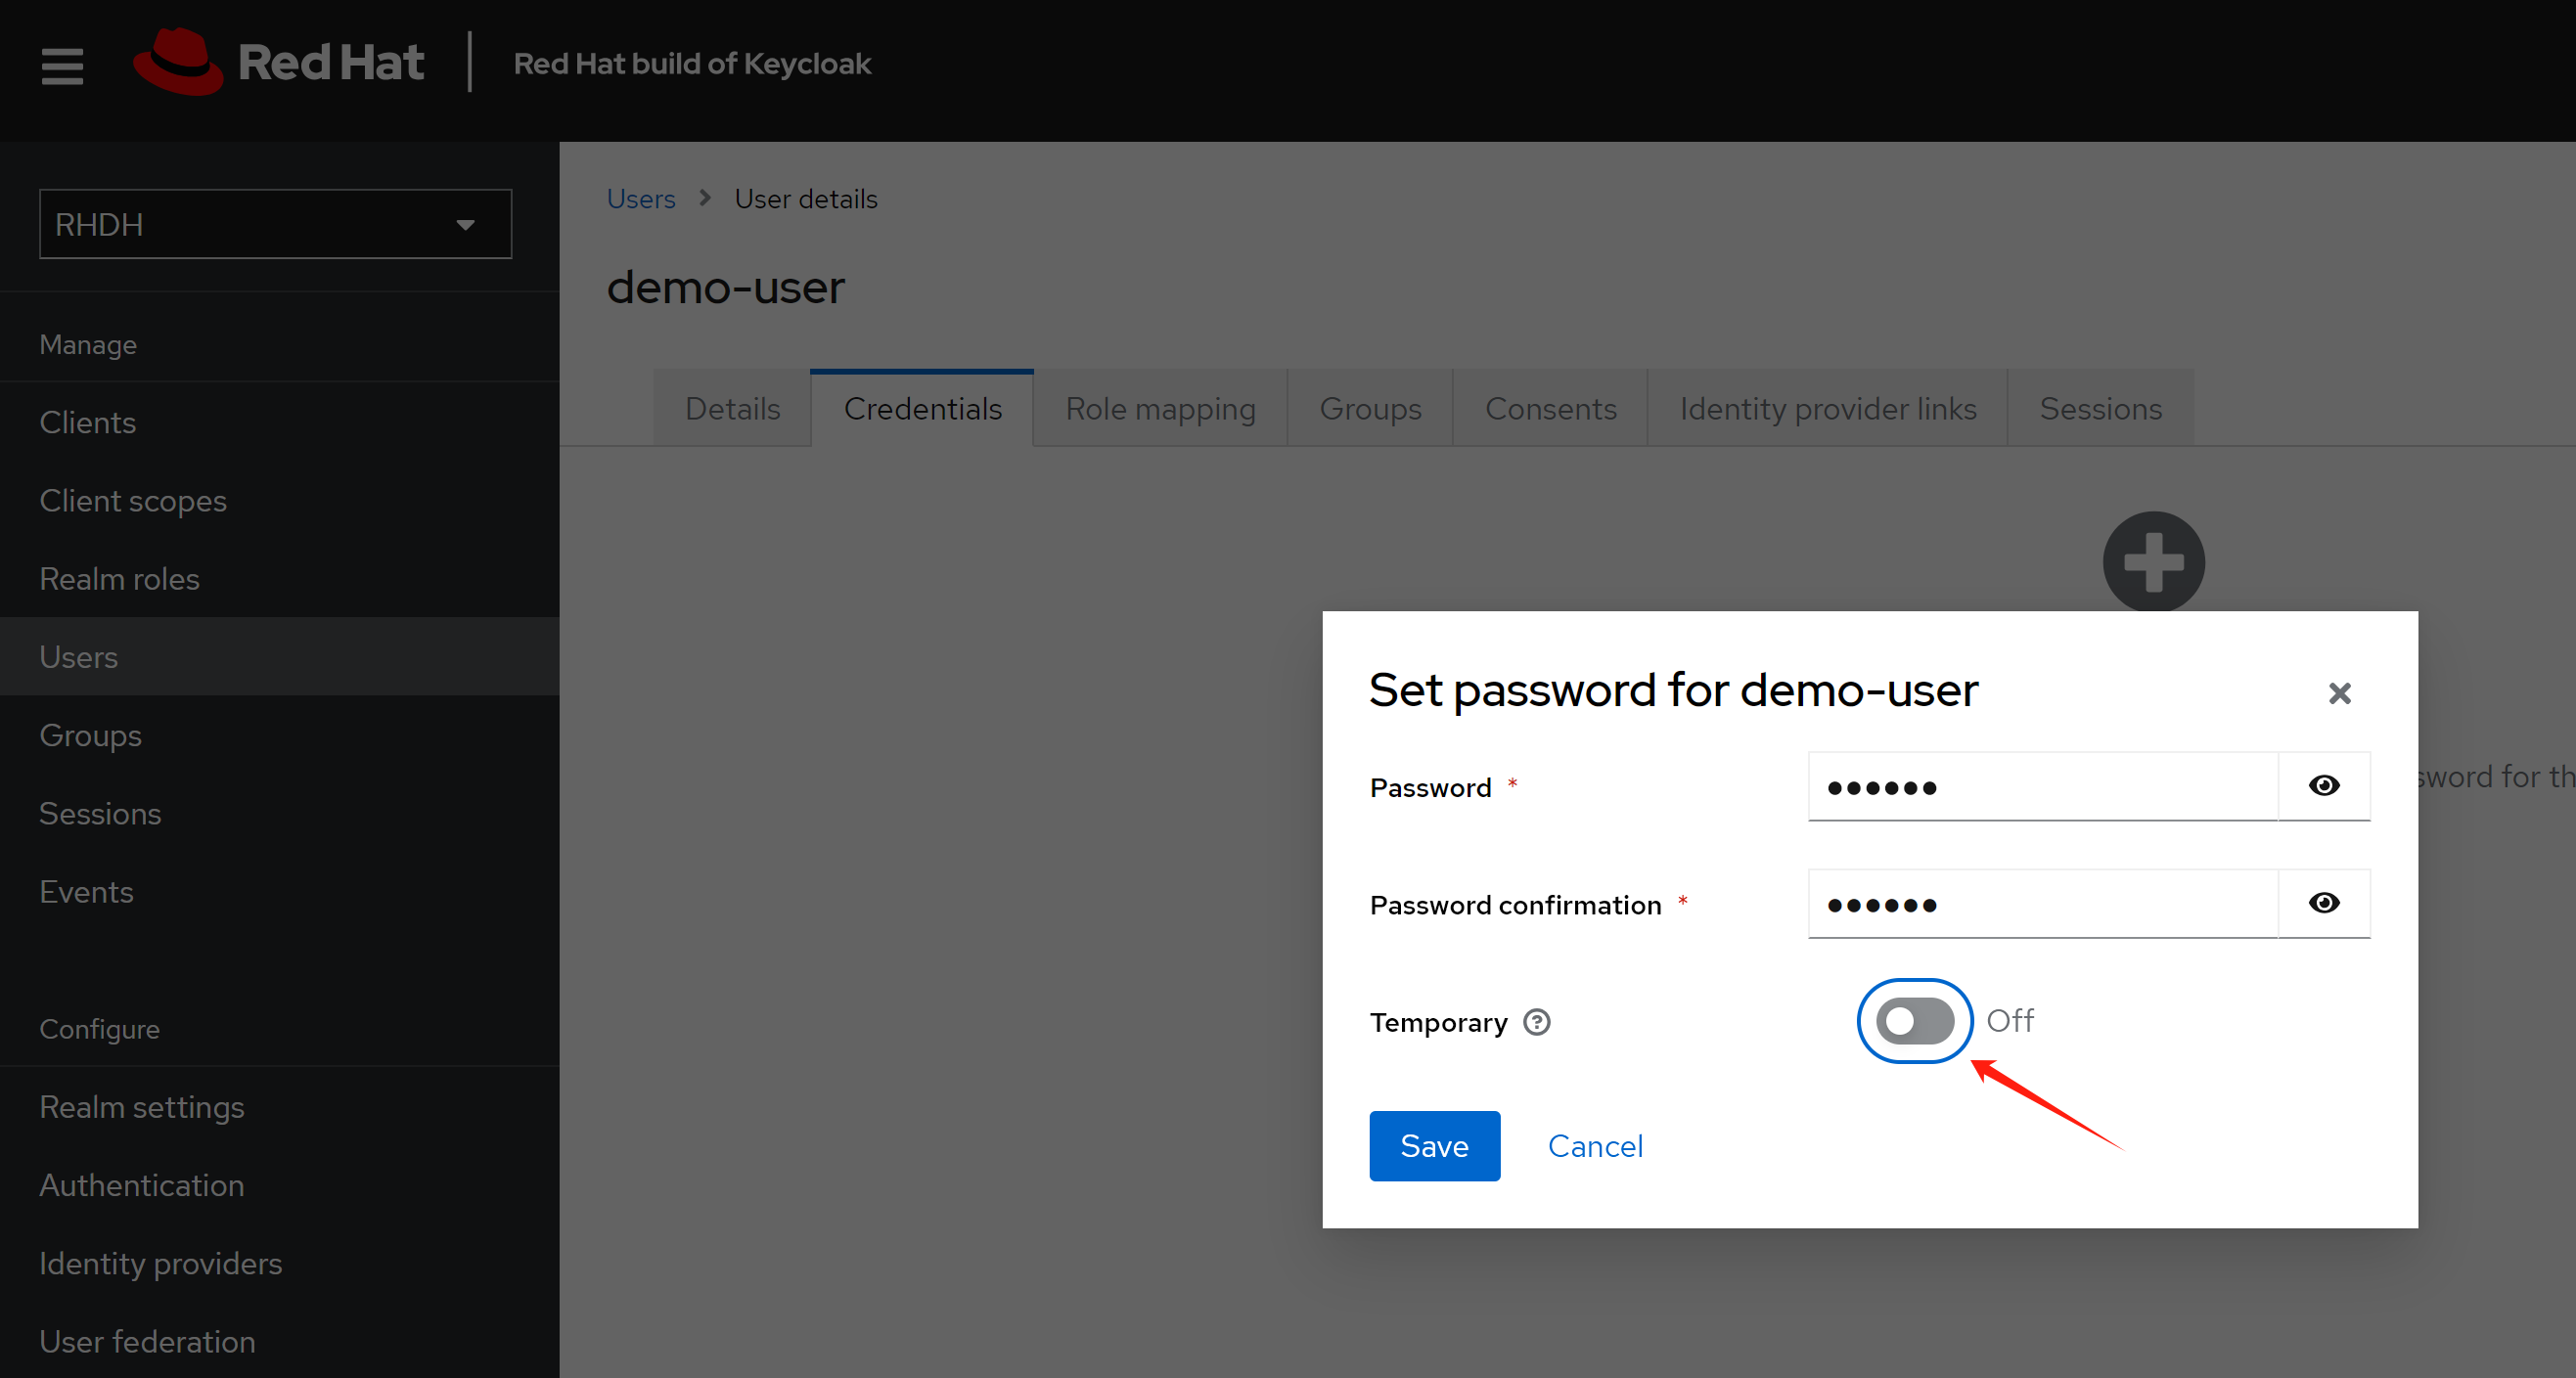 Red Hat
Red Hat build of Keycloak
RHDH
Manage
Clients
Client scopes
Realm roles
Users
Groups
Sessions
Events
Configure
Realm settings
Authentication
Identity providers
User federation
Users
User details
demo-user
Details
Credentials
Role mapping
Groups
Consents
Identity provider links
Sessions
sword for th
Set password for demo-user
Password *
Password confirmation *
Temporary
Off
Save
Cancel